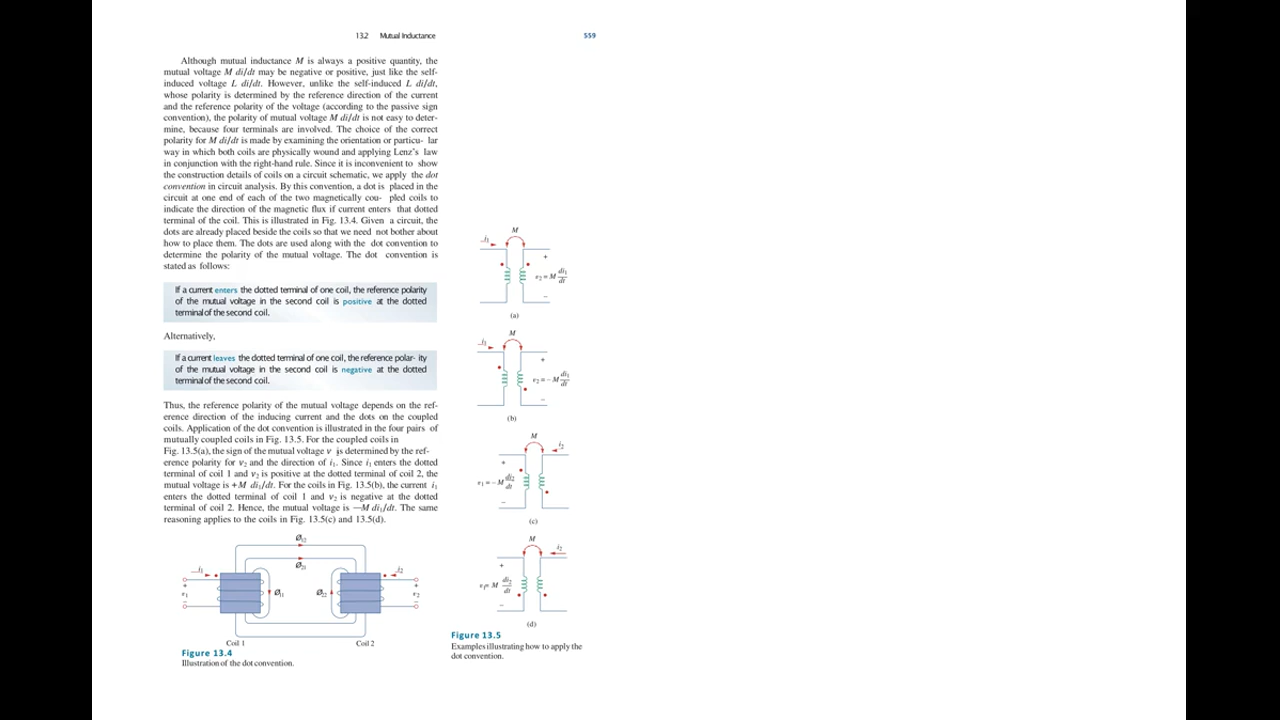 13.2 Mutual Inductance 559
Although mutual inductance M is always a positive quantity, the
mutual voltage M di/dt may be negative or positive, just like the self-
induced voltage L di/dt. However, unlike the self-induced L di/dt,
whose polarity is determined by the reference direction of the current
and the reference polarity of the voltage (according to the passive sign
convention), the polarity of mutual voltage M di/dt is not easy to deter-
mine, because four terminals are involved. The choice of the correct
polarity for M di/dt is made by examining the orientation or particu- lar
way in which both coils are physically wound and applying Lenz's law
in conjunction with the right-hand rule. Since it is inconvenient to show
the construction details of coils on a circuit schematic, we apply the dot
convention in circuit analysis. By this convention, a dot is placed in the
circuit at one end of each of the two magnetically cou- pled coils to
indicate the direction of the magnetic flux if current enters that dotted
terminal of the coil. This is illustrated in Fig. 13.4. Given a circuit, the
dots are already placed beside the coils so that we need not bother about
how to place them. The dots are used along with the dot convention to
determine the polarity of the mutual voltage. The dot convention is
stated as follows:
If a current enters the dotted terminal of one coil, the reference polarity
of the mutual voltage in the second coil is positive at the dotted
terminal of the second coil.
Alternatively,
If a current leaves the dotted terminal of one coil, the reference polar- ity
of the mutual voltage in the second coil is negative at the dotted
terminal of the second coil.
Thus, the reference polarity of the mutual voltage depends on the ref-
erence direction of the inducing current and the dots on the coupled
coils. Application of the dot convention is illustrated in the four pairs of
mutually coupled coils in Fig. 13.5. For the coupled coils in
Fig. 13.5(a), the sign of the mutual voltage v is determined by the ref-
erence polarity for v₂ and the direction of i₁. Since i₁ enters the dotted
terminal of coil 1 and v₂ is positive at the dotted terminal of coil 2, the
mutual voltage is +M di₁/dt. For the coils in Fig. 13.5(b), the current i₁
enters the dotted terminal of coil 1 and v₂ is negative at the dotted
terminal of coil 2. Hence, the mutual voltage is —M di₁/dt. The same
reasoning applies to the coils in Fig. 13.5(c) and 13.5(d).
Ø₁₂
Ø₂₁
i₁ i₂
+ +
v₁ Ø₁₁ Ø₂₂ v₂
− −
Coil 1 Coil 2
Figure 13.4
Illustration of the dot convention.
M
i₁
+
v₂ = M di₁/dt
−
(a)
M
i₁
+
v₂ = − M di₁/dt
−
(b)
M
i₂
+
v₁ = − M di₂/dt
−
(c)
M
i₂
+
v₁= M di₂/dt
−
(d)
Figure 13.5
Examples illustrating how to apply the
dot convention.